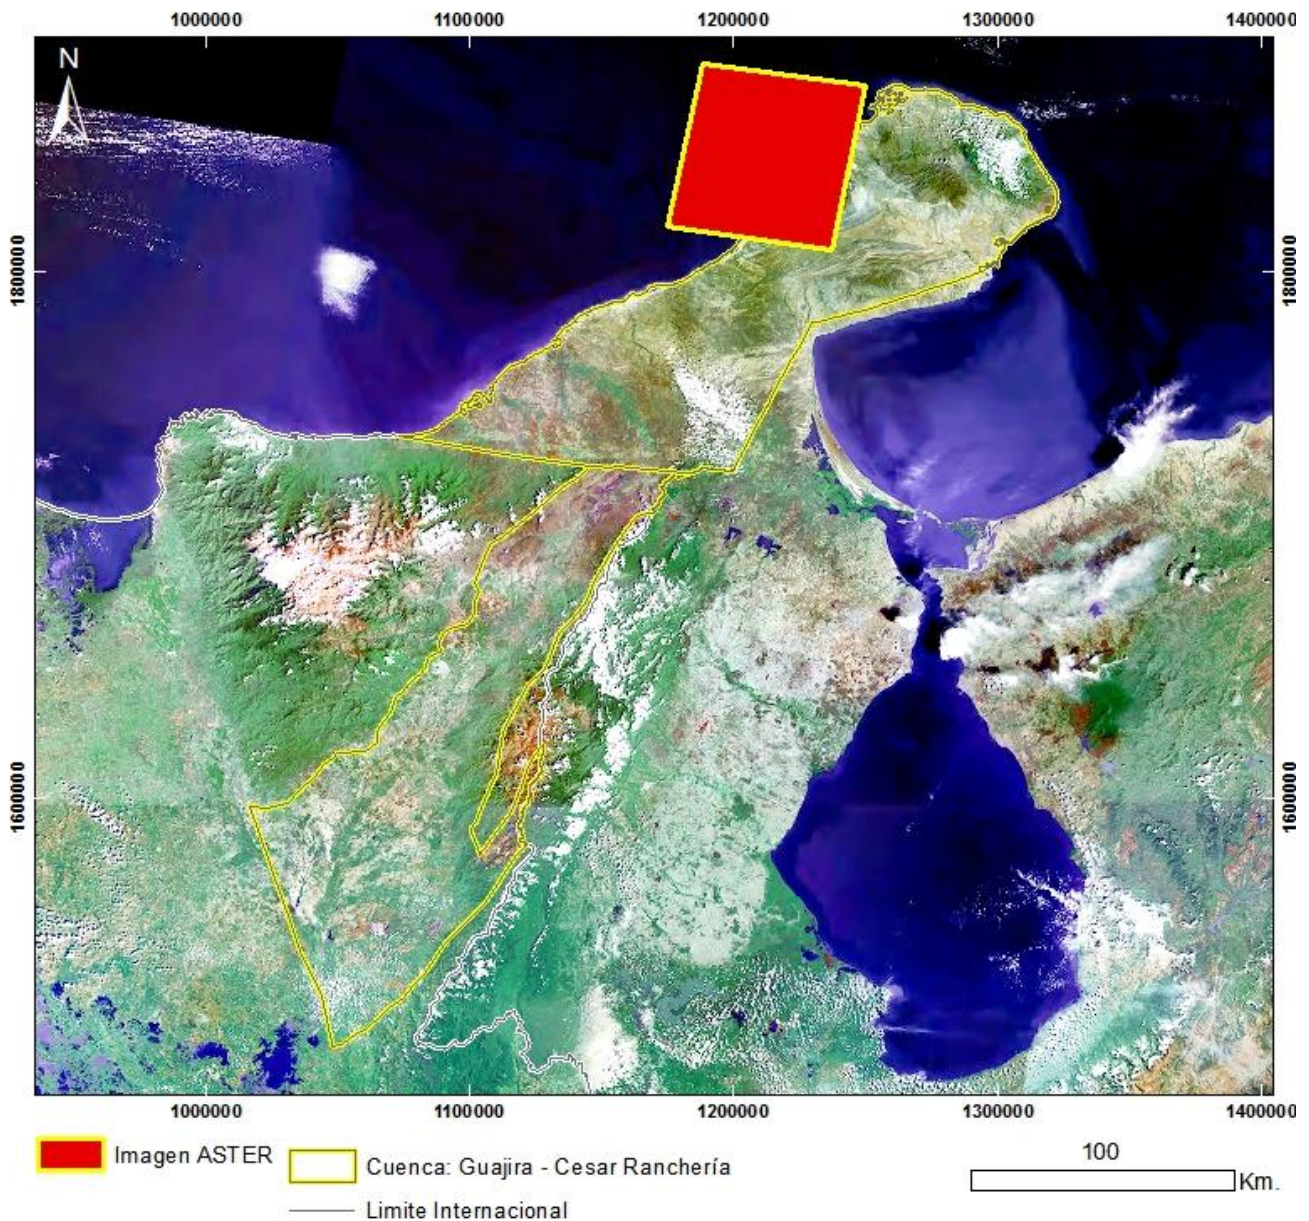 1000000 1100000 1200000 1300000 1400000
N
1800000 1800000
1600000 1600000
1000000 1100000 1200000 1300000 1400000
Imagen ASTER
Cuenca: Guajira - Cesar Ranchería
Limite Internacional
100
Km.